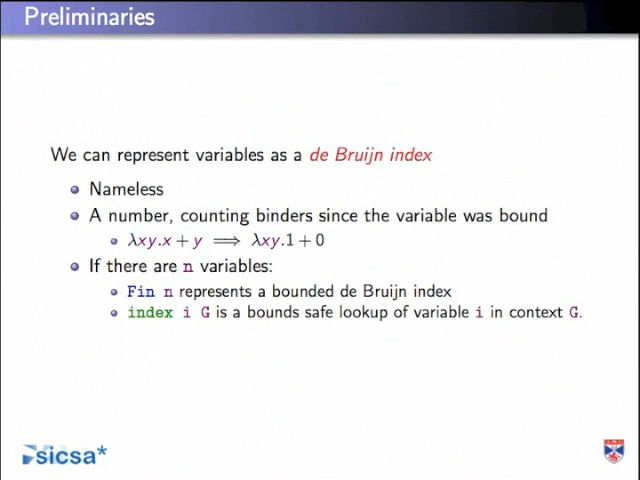 Preliminaries
We can represent variables as a de Bruijn index
Nameless
A number, counting binders since the variable was bound
λxy.x + y ⟹ λxy.1 + 0
If there are n variables:
Fin n represents a bounded de Bruijn index
index i G is a bounds safe lookup of variable i in context G.
sicsa*